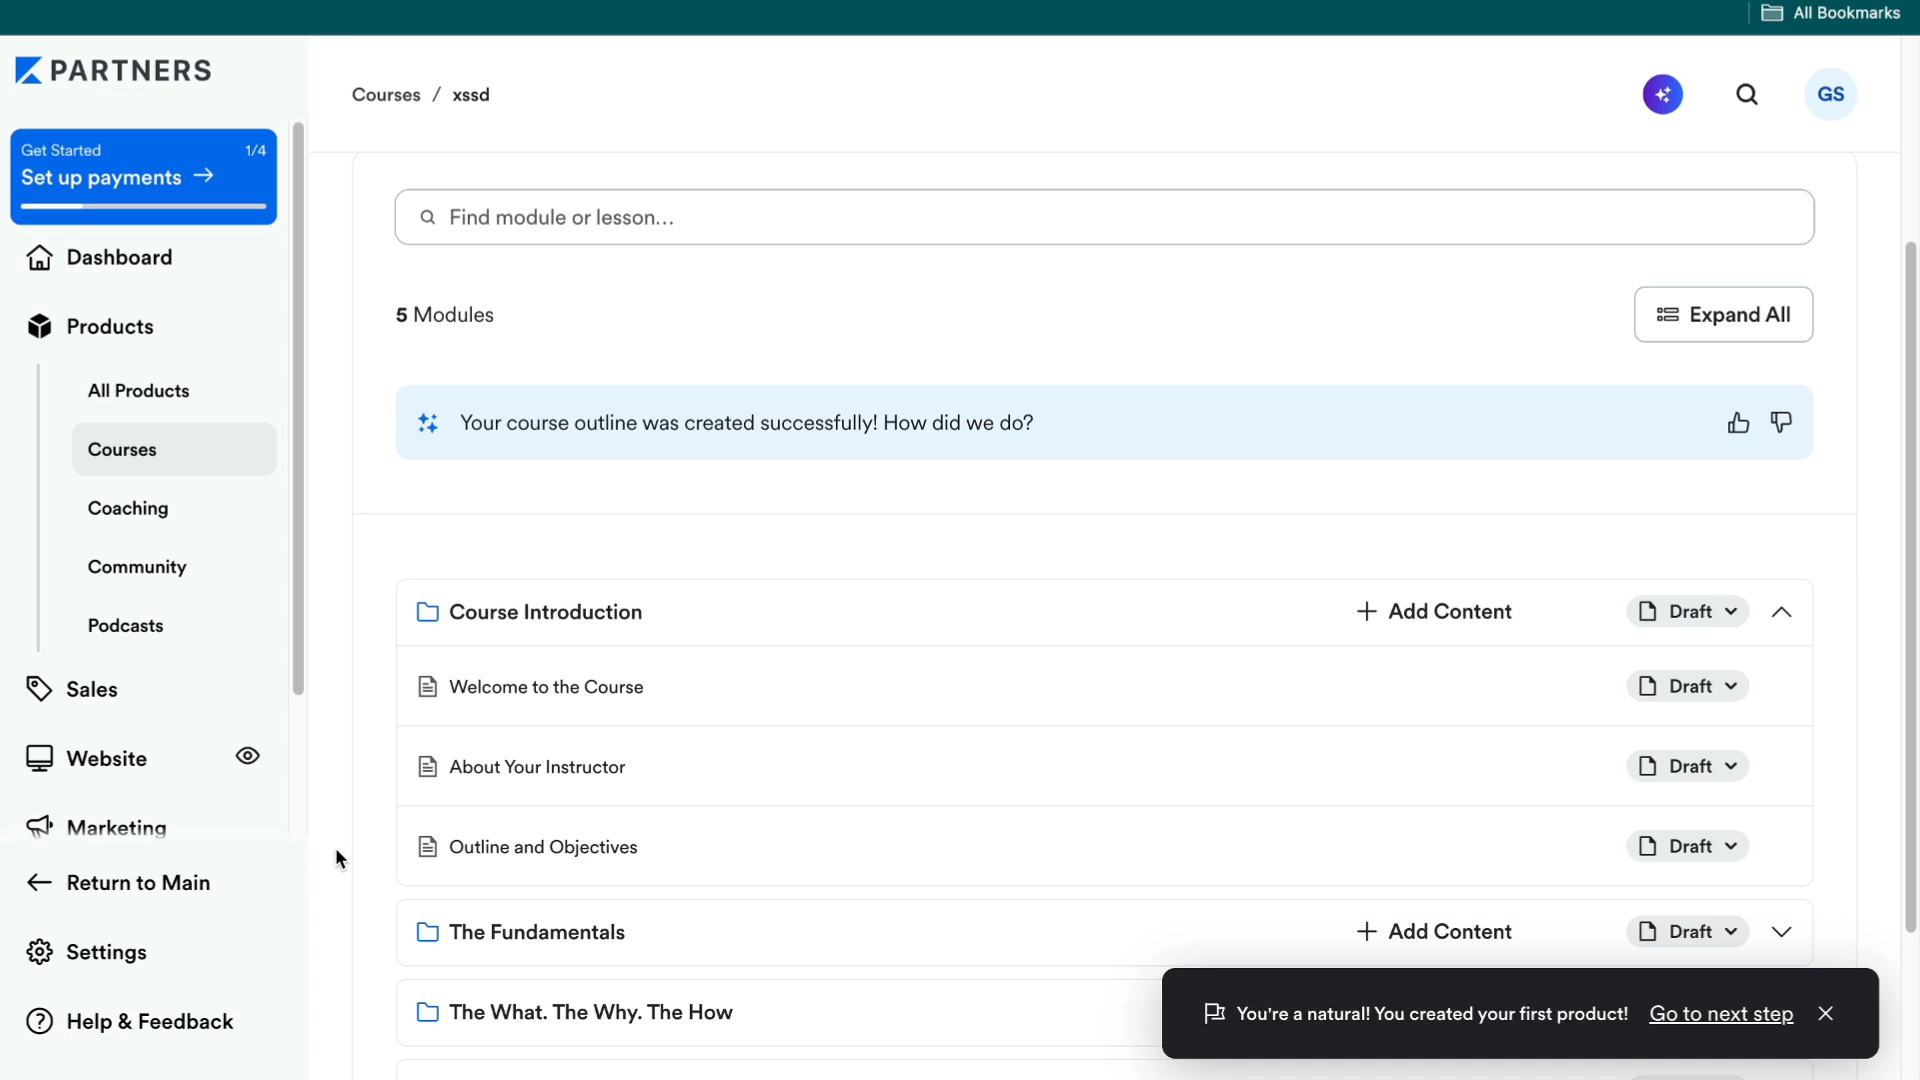 All Bookmarks
PARTNERS
Courses / xssd
GS
Get Started 1/4
Set up payments →
Dashboard
Products
All Products
Courses
Coaching
Community
Podcasts
Sales
Website
Marketing
Return to Main
Settings
Help & Feedback
Find module or lesson...
5 Modules
Expand All
Your course outline was created successfully! How did we do?
Course Introduction + Add Content Draft
Welcome to the Course Draft
About Your Instructor Draft
Outline and Objectives Draft
The Fundamentals + Add Content Draft
The What. The Why. The How
You're a natural! You created your first product! Go to next step